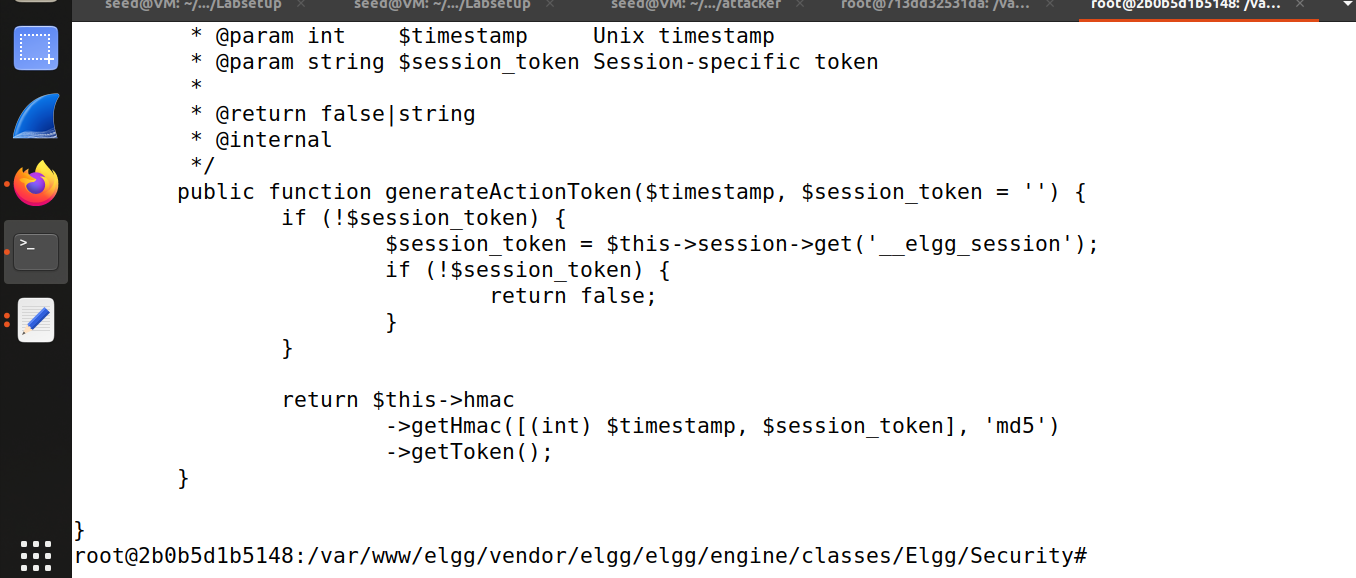 seed@VM: ~/.../Labsetup × seed@VM: ~/.../Labsetup × seed@VM: ~/.../attacker × root@713dd32531da: /va... × root@2b0b5d1b5148: /va... ×
* @param int    $timestamp     Unix timestamp
* @param string $session_token Session-specific token
*
* @return false|string
* @internal
*/
public function generateActionToken($timestamp, $session_token = '') {
if (!$session_token) {
$session_token = $this->session->get('__elgg_session');
if (!$session_token) {
return false;
}
}
return $this->hmac
->getHmac([(int) $timestamp, $session_token], 'md5')
->getToken();
}
}
root@2b0b5d1b5148:/var/www/elgg/vendor/elgg/elgg/engine/classes/Elgg/Security#
>_